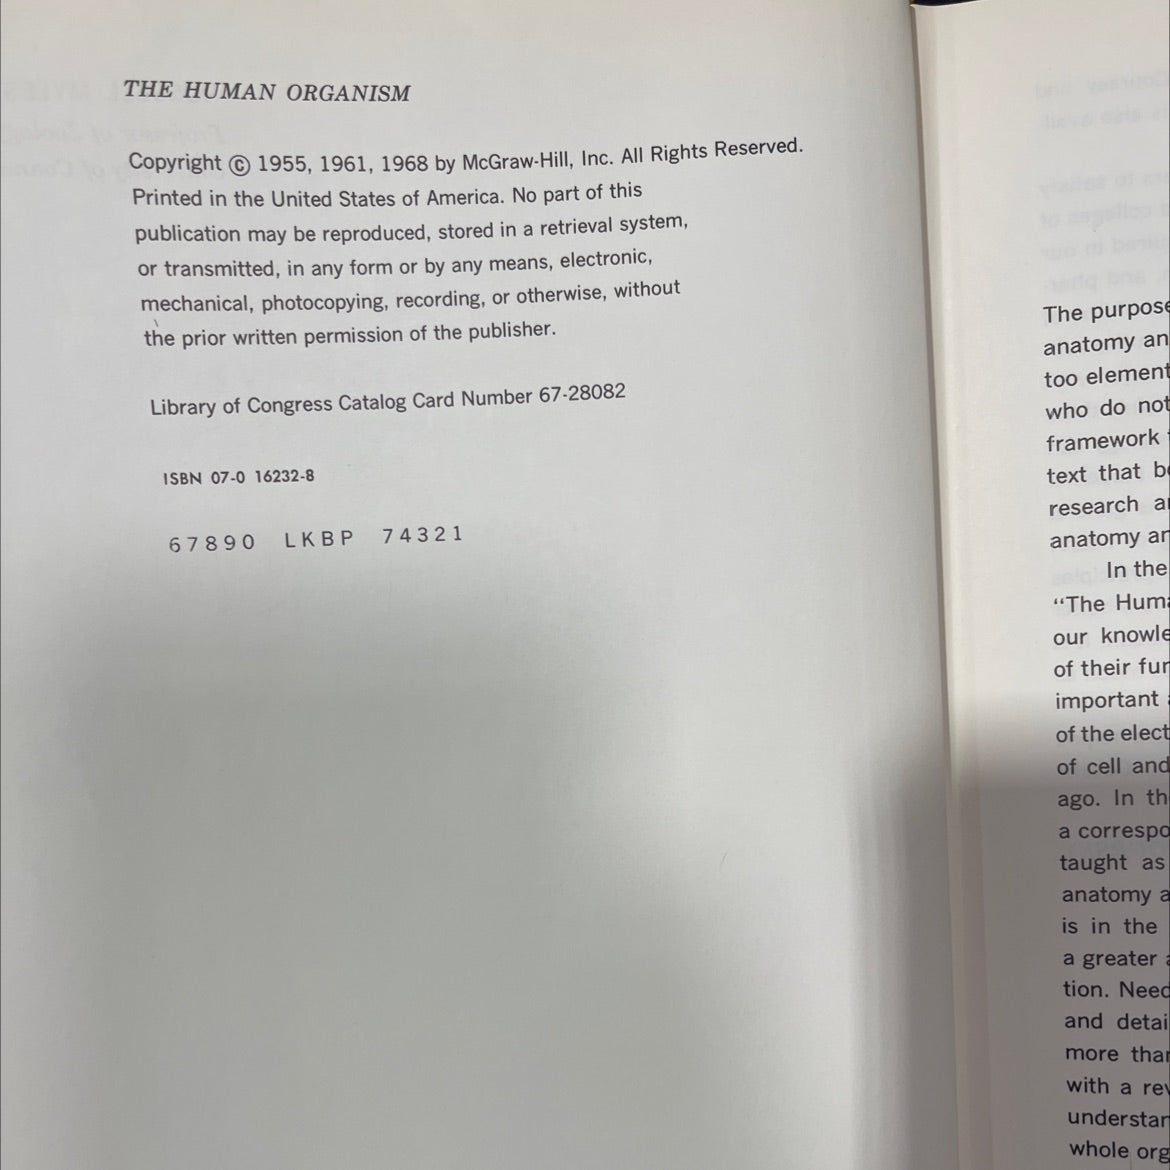 THE HUMAN ORGANISM
Copyright © 1955, 1961, 1968 by McGraw-Hill, Inc. All Rights Reserved.
Printed in the United States of America. No part of this
publication may be reproduced, stored in a retrieval system,
or transmitted, in any form or by any means, electronic,
mechanical, photocopying, recording, or otherwise, without
the prior written permission of the publisher.
Library of Congress Catalog Card Number 67-28082
ISBN 07-0 16232-8
67890 LKBP 74321
The purpose
anatomy an
too element
who do not
framework
text that be
research a
anatomy an
In the
“The Huma
our knowle
of their fun
important
of the elect
of cell and
ago. In th
a correspo
taught as
anatomy a
is in the
a greater
tion. Need
and detai
more than
with a rev
understan
whole org